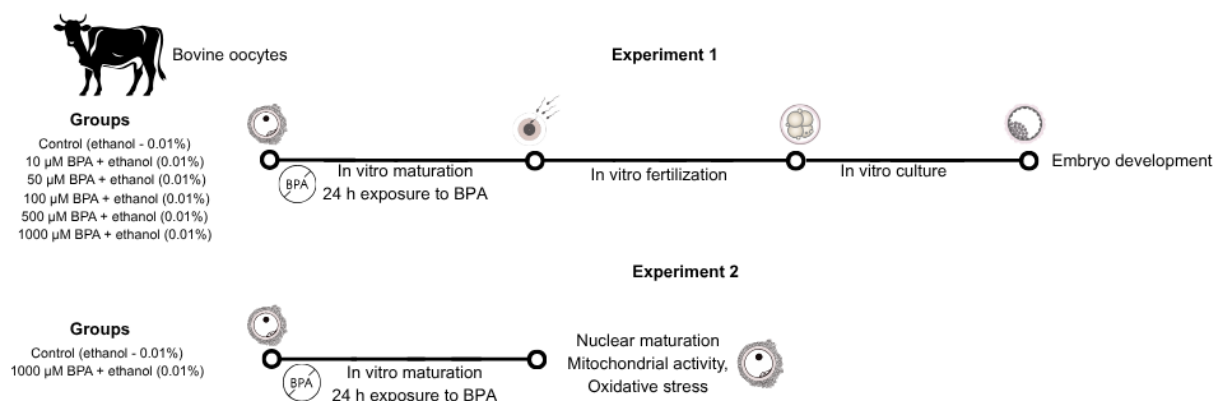 Bovine oocytes
Experiment 1
Groups
Control (ethanol - 0.01%)
10 µM BPA + ethanol (0.01%)
50 µM BPA + ethanol (0.01%)
100 µM BPA + ethanol (0.01%)
500 µM BPA + ethanol (0.01%)
1000 µM BPA + ethanol (0.01%)
BPA
In vitro maturation
24 h exposure to BPA
In vitro fertilization
In vitro culture
Embryo development
Experiment 2
Groups
Control (ethanol - 0.01%)
1000 µM BPA + ethanol (0.01%)
BPA
In vitro maturation
24 h exposure to BPA
Nuclear maturation
Mitochondrial activity,
Oxidative stress